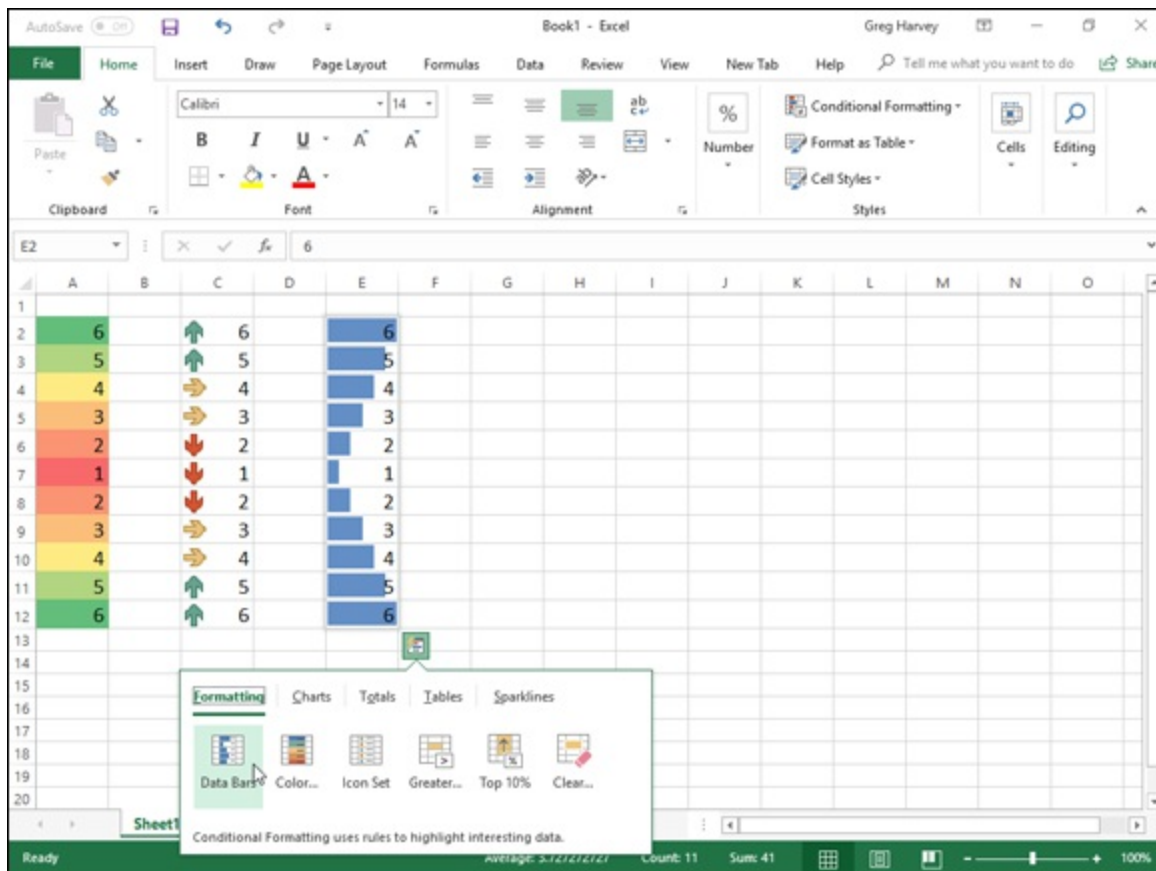 AutoSave Off Book1 - Excel Greg Harvey
File Home Insert Draw Page Layout Formulas Data Review View New Tab Help Tell me what you want to do Share
Calibri 14 ab c % Conditional Formatting
Paste B I U A A Number Format as Table Cells Editing
A Cell Styles
Clipboard Font Alignment Styles
E2 fx 6
A B C D E F G H I J K L M N O
1
2 6 6 6
3 5 5 5
4 4 4 4
5 3 3 3
6 2 2 2
7 1 1 1
8 2 2 2
9 3 3 3
10 4 4 4
11 5 5 5
12 6 6 6
13
14
15
16
17
18
19
20
Formatting Charts Totals Tables Sparklines
Data Bars Color... Icon Set Greater... Top 10% Clear...
Conditional Formatting uses rules to highlight interesting data.
Sheet1
Ready Average: 3.727272727 Count: 11 Sum: 41 - + 100%